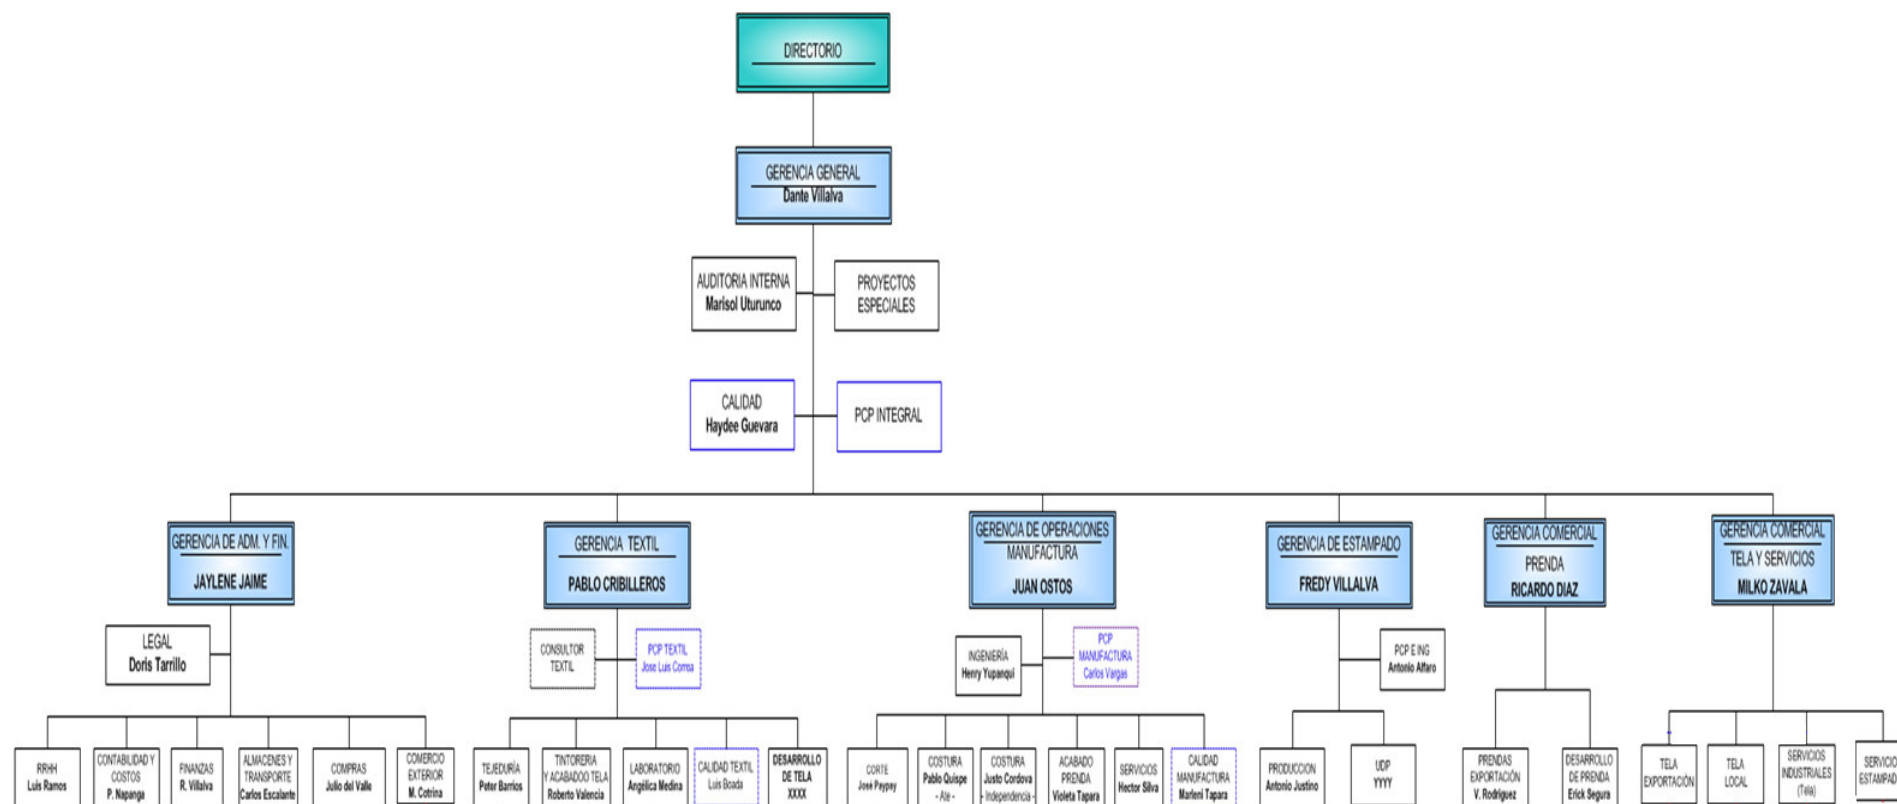 DIRECTORIO
GERENCIA GENERAL
Dante Villalva
AUDITORIA INTERNA
Marisol Uturunco
PROYECTOS
ESPECIALES
CALIDAD
Haydee Guevara
PCP INTEGRAL
GERENCIA DE ADM. Y FIN.
JAYLENE JAIME
GERENCIA TEXTIL
PABLO CRIBILLEROS
GERENCIA DE OPERACIONES
MANUFACTURA
JUAN OSTOS
GERENCIA DE ESTAMPADO
FREDY VILLALVA
GERENCIA COMERCIAL
PRENDA
RICARDO DIAZ
GERENCIA COMERCIAL
TELA Y SERVICIOS
MILKO ZAVALA
LEGAL
Doris Tarrillo
CONSULTOR
TEXTIL
PCP TEXTIL
Jose Luis Correa
INGENIERÍA
Henry Yupanqui
PCP
MANUFACTURA
Carlos Vargas
PCP E ING
Antonio Alfaro
RRHH
Luis Ramos
CONTABILIDAD Y
COSTOS
P. Napanga
FINANZAS
R. Villalva
ALMACENES Y
TRANSPORTE
Carlos Escalante
COMPRAS
Julio del Valle
COMERCIO
EXTERIOR
M. Cotrina
TEJEDURÍA
Peter Barrios
TINTORERIA
Y ACABADOO TELA
Roberto Valencia
LABORATORIO
Angélica Medina
CALIDAD TEXTIL
Luis Boada
DESARROLLO
DE TELA
XXXX
CORTE
José Paypay
COSTURA
Pablo Quispe
- Ate -
COSTURA
Justo Cordova
- Independencia -
ACABADO
PRENDA
Violeta Tapara
SERVICIOS
Hector Silva
CALIDAD
MANUFACTURA
Marleni Tapara
PRODUCCION
Antonio Justino
UDP
YYYY
PRENDAS
EXPORTACIÓN
V. Rodriguez
DESARROLLO
DE PRENDA
Erick Segura
TELA
EXPORTACIÓN
TELA
LOCAL
SERVICIOS
INDUSTRIALES
(Tela)
SERVICIO
ESTAMPAD